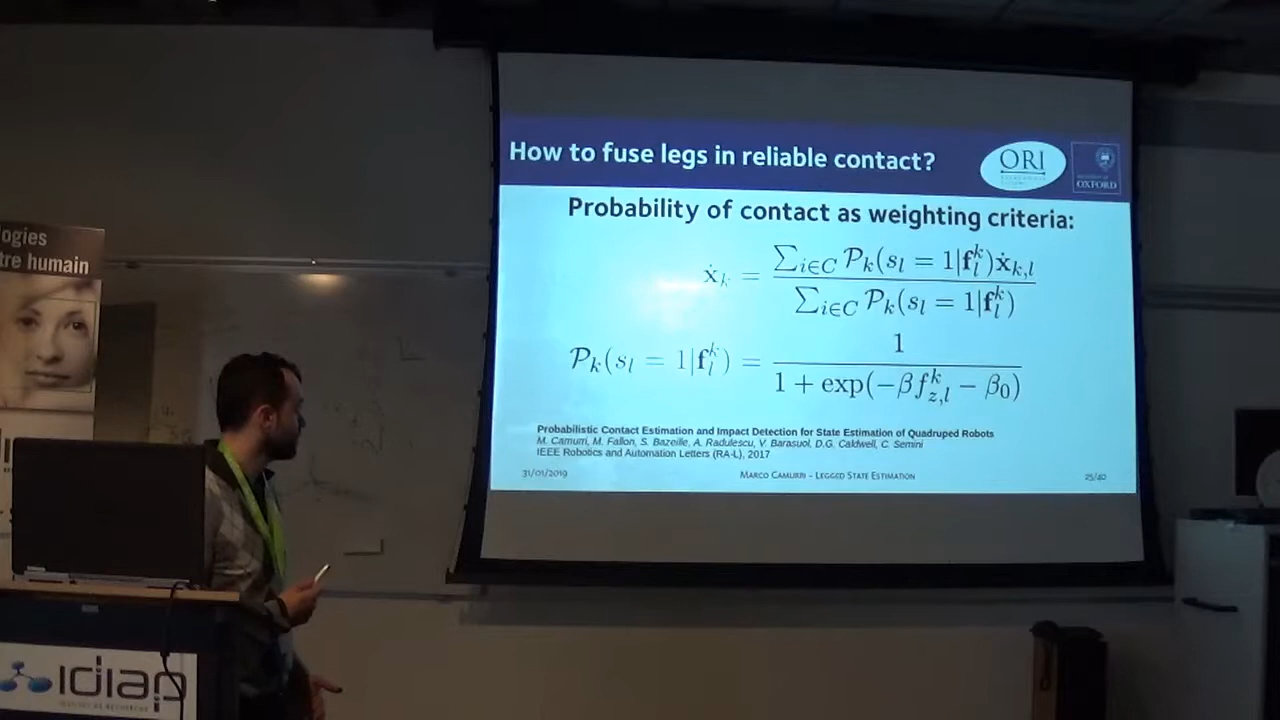 How to fuse legs in reliable contact?
ORI
OXFORD
Probability of contact as weighting criteria:
ẋ_k = ∑_{i∈C} P_k(s_l = 1|f_l^k)ẋ_{k,l} / ∑_{i∈C} P_k(s_l = 1|f_l^k)
P_k(s_l = 1|f_l^k) = 1 / (1 + exp(−βf_{z,l}^k − β_0))
Probabilistic Contact Estimation and Impact Detection for State Estimation of Quadruped Robots
M. Camurri, M. Fallon, S. Bazeille, A. Radulescu, V. Barasuol, D.G. Caldwell, C. Semini
IEEE Robotics and Automation Letters (RA-L), 2017
31/01/2019 Marco Camurri – Legged State Estimation 25/40
ogies
tre humain
idiap